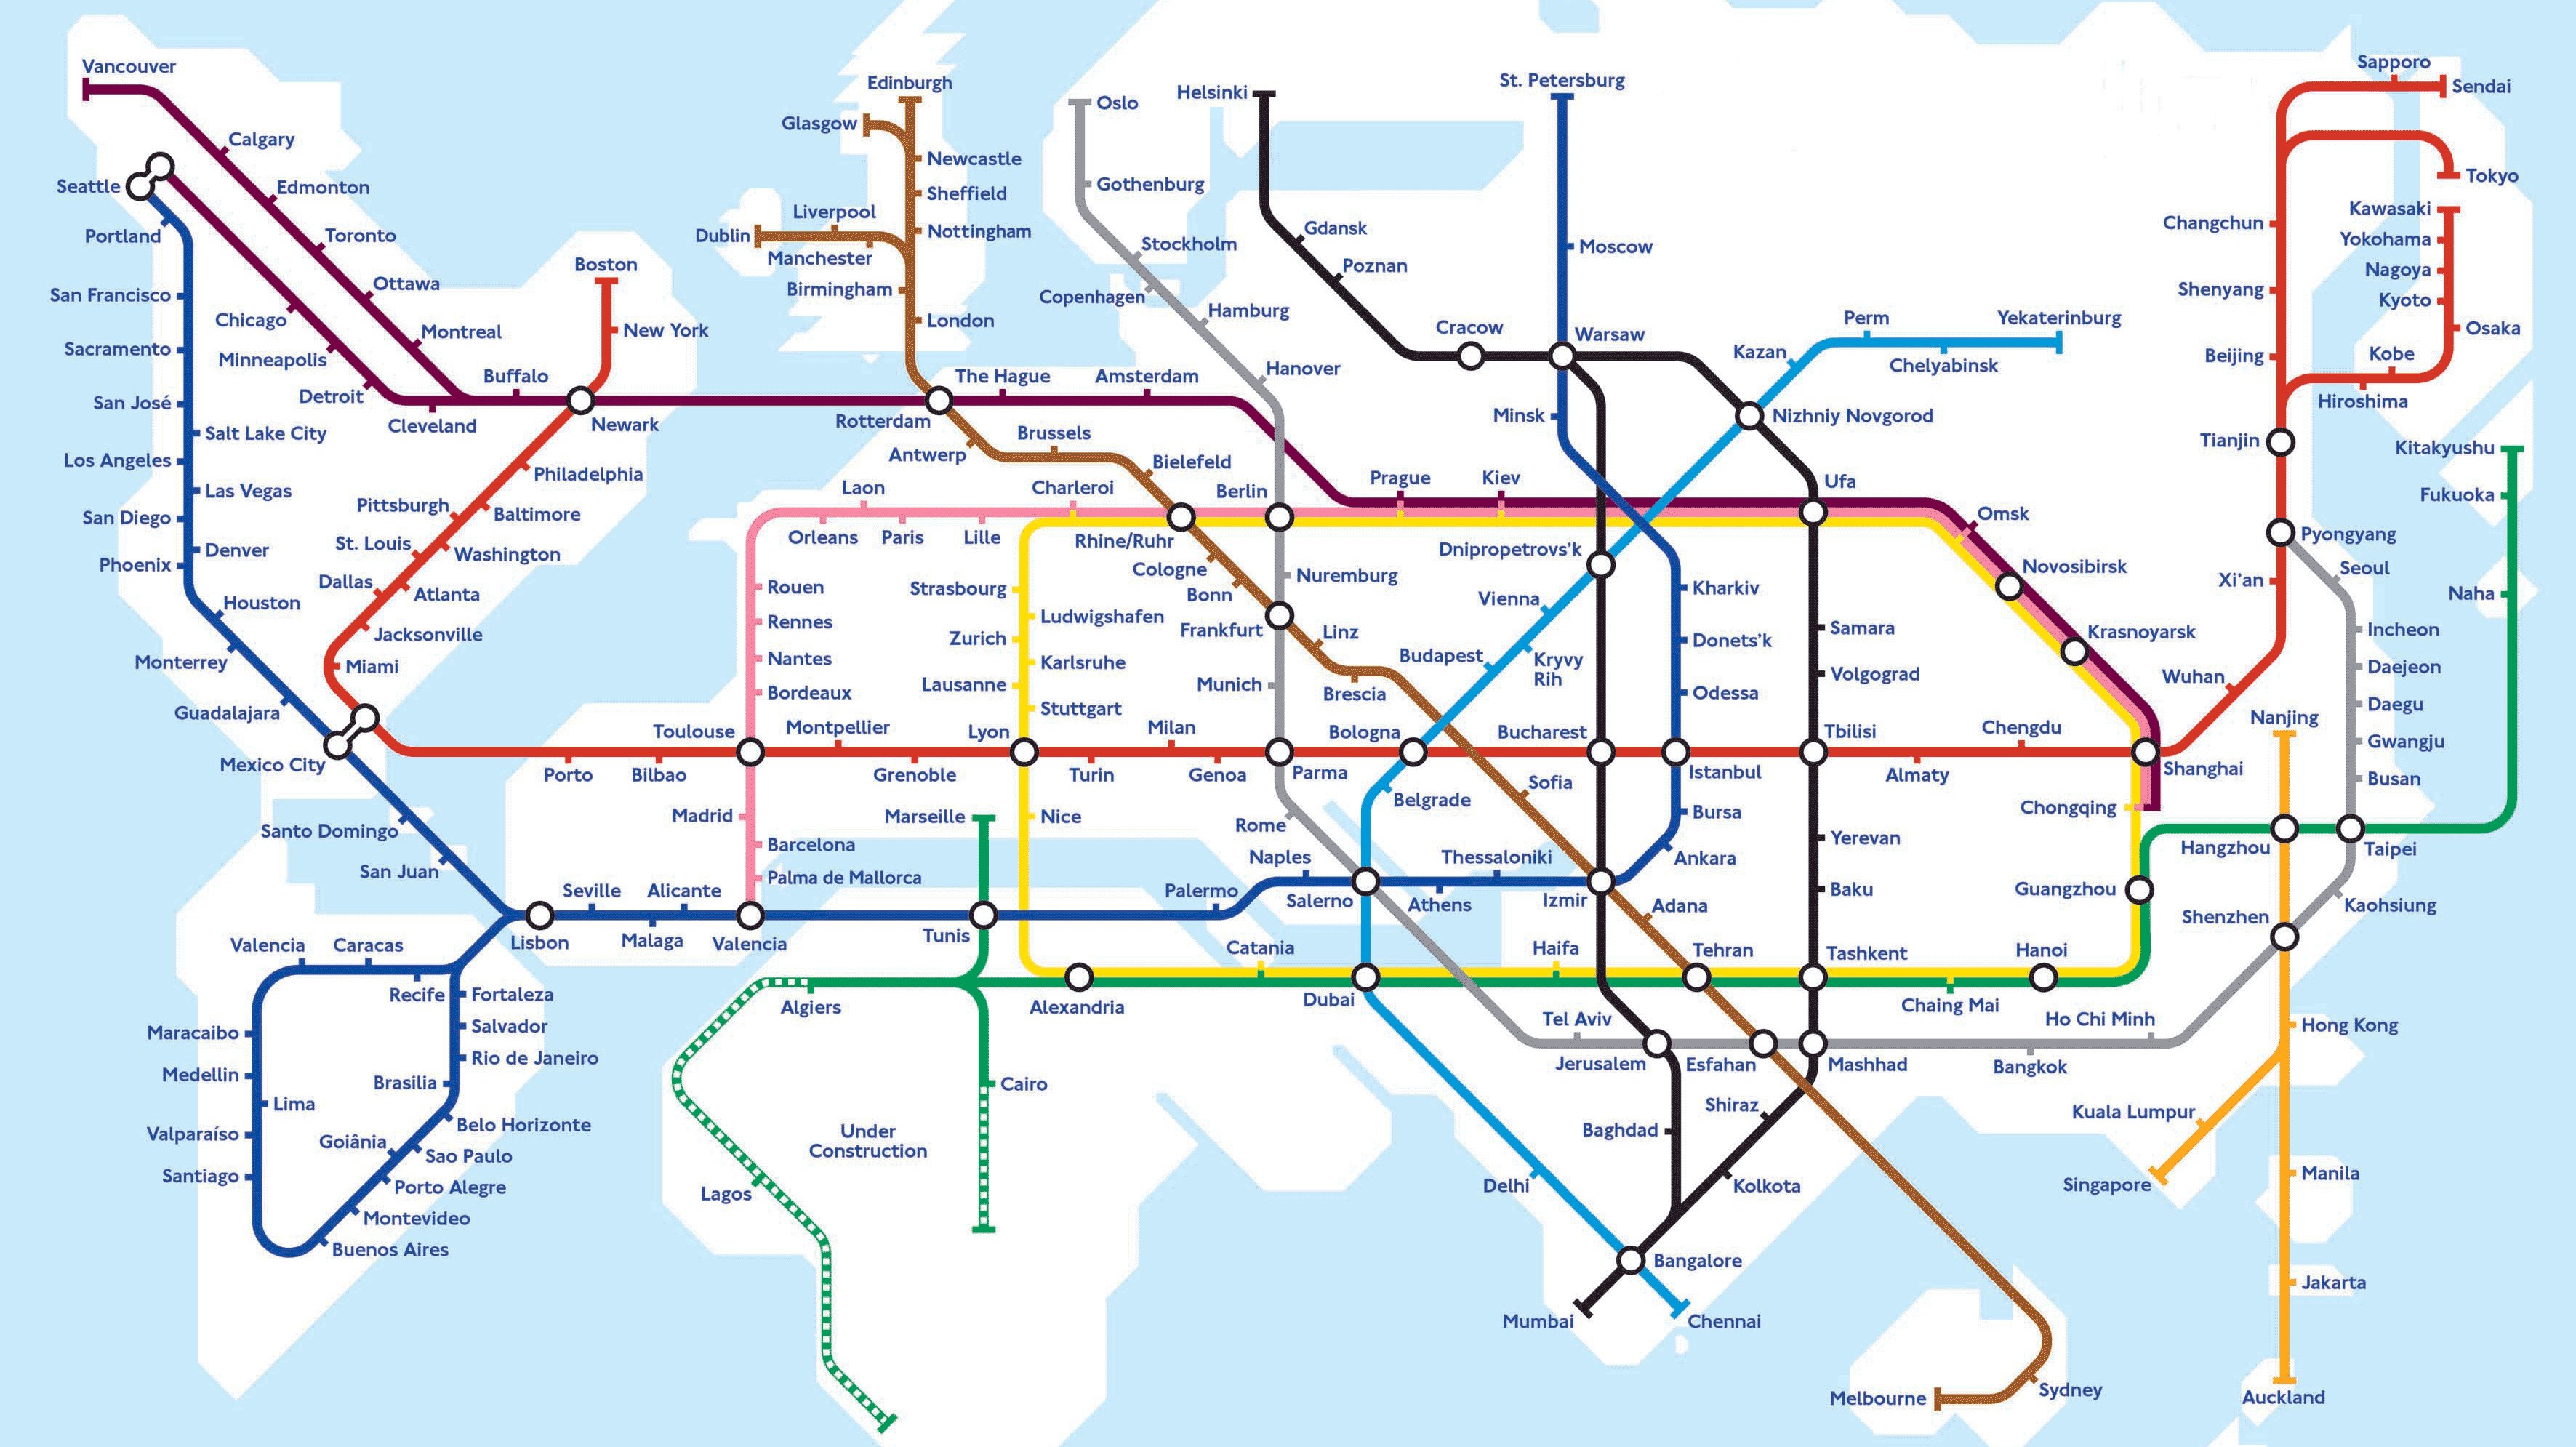 Vancouver
Calgary
Edmonton
Toronto
Ottawa
Montreal
Seattle
Portland
San Francisco
Sacramento
San José
Salt Lake City
Los Angeles
Las Vegas
San Diego
Denver
Phoenix
Houston
Monterrey
Guadalajara
Mexico City
Santo Domingo
San Juan
Chicago
Minneapolis
Detroit
Cleveland
Buffalo
Boston
New York
Newark
Philadelphia
Pittsburgh
Baltimore
St. Louis
Washington
Dallas
Atlanta
Jacksonville
Miami
Valencia
Caracas
Recife
Fortaleza
Salvador
Rio de Janeiro
Brasilia
Belo Horizonte
Goiânia
Sao Paulo
Porto Alegre
Montevideo
Buenos Aires
Maracaibo
Medellin
Lima
Valparaíso
Santiago
Lisbon
Seville
Malaga
Alicante
Valencia
Porto
Bilbao
Toulouse
Montpellier
Grenoble
Lyon
Turin
Milan
Genoa
Parma
Bologna
Bucharest
Istanbul
Tbilisi
Almaty
Chengdu
Shanghai
Edinburgh
Glasgow
Newcastle
Sheffield
Nottingham
Liverpool
Dublin
Manchester
Birmingham
London
Rotterdam
The Hague
Amsterdam
Antwerp
Brussels
Bielefeld
Rhine/Ruhr
Cologne
Bonn
Frankfurt
Linz
Brescia
Sofia
Laon
Charleroi
Orleans
Paris
Lille
Rouen
Rennes
Nantes
Bordeaux
Madrid
Barcelona
Palma de Mallorca
Strasbourg
Ludwigshafen
Zurich
Karlsruhe
Lausanne
Stuttgart
Nice
Marseille
Tunis
Algiers
Alexandria
Cairo
Under
Construction
Lagos
Oslo
Gothenburg
Stockholm
Copenhagen
Hamburg
Hanover
Berlin
Nuremburg
Munich
Rome
Naples
Palermo
Salerno
Athens
Thessaloniki
Izmir
Catania
Dubai
Haifa
Helsinki
Gdansk
Poznan
Cracow
Warsaw
St. Petersburg
Moscow
Minsk
Prague
Kiev
Dnipropetrovs'k
Vienna
Kryvy
Rih
Budapest
Belgrade
Kharkiv
Donets'k
Odessa
Bursa
Ankara
Adana
Tehran
Tel Aviv
Jerusalem
Esfahan
Mashhad
Baghdad
Shiraz
Kolkota
Delhi
Bangalore
Mumbai
Chennai
Perm
Yekaterinburg
Kazan
Chelyabinsk
Nizhniy Novgorod
Ufa
Samara
Volgograd
Yerevan
Baku
Tashkent
Omsk
Novosibirsk
Krasnoyarsk
Chongqing
Guangzhou
Hanoi
Chaing Mai
Ho Chi Minh
Bangkok
Sapporo
Sendai
Tokyo
Kawasaki
Yokohama
Nagoya
Kyoto
Osaka
Kobe
Hiroshima
Changchun
Shenyang
Beijing
Tianjin
Pyongyang
Xi'an
Wuhan
Kitakyushu
Fukuoka
Naha
Seoul
Incheon
Daejeon
Daegu
Gwangju
Busan
Nanjing
Hangzhou
Taipei
Kaohsiung
Shenzhen
Hong Kong
Kuala Lumpur
Singapore
Manila
Jakarta
Auckland
Sydney
Melbourne